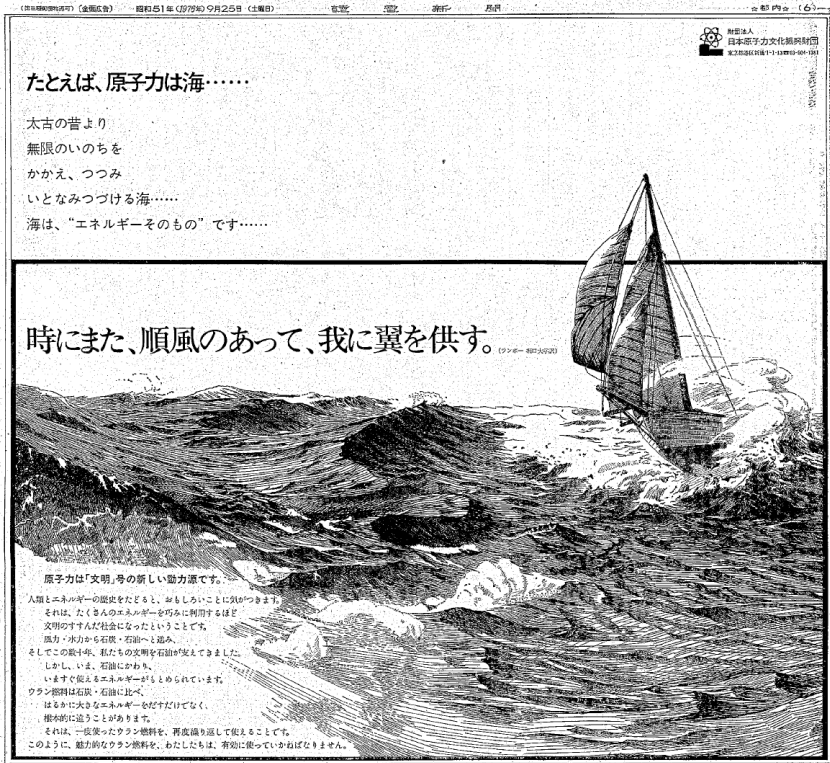 (全面広告) 昭和51年(1976年)9月25日(土曜日) 讀賣新聞 ☆都内☆ (6)
財団法人
日本原子力文化振興財団
たとえば、原子力は海……
太古の昔より
無限のいのちを
かかえ、つつみ
いとなみつづける海……
海は、“エネルギーそのもの”です……
時にまた、順風のあって、我に翼を供す。
原子力は「文明」号の新しい動力源です。
人類とエネルギーの歴史をたどると、おもしろいことに気がつきます。
それは、たくさんのエネルギーを巧みに利用するほど
文明のすすんだ社会になったということです。
風力・水力から石炭・石油へと進み、
そしてこの数十年、私たちの文明を石油が支えてきました。
しかし、いま、石油にかわり、
いますぐ使えるエネルギーがもとめられています。
ウラン燃料は石炭・石油に比べ、
はるかに大きなエネルギーをだすだけでなく、
根本的に違うことがあります。
それは、一度使ったウラン燃料を、再度繰り返して使えることです。
このように、魅力的なウラン燃料を、わたしたちは、有効に使っていかねばなりません。